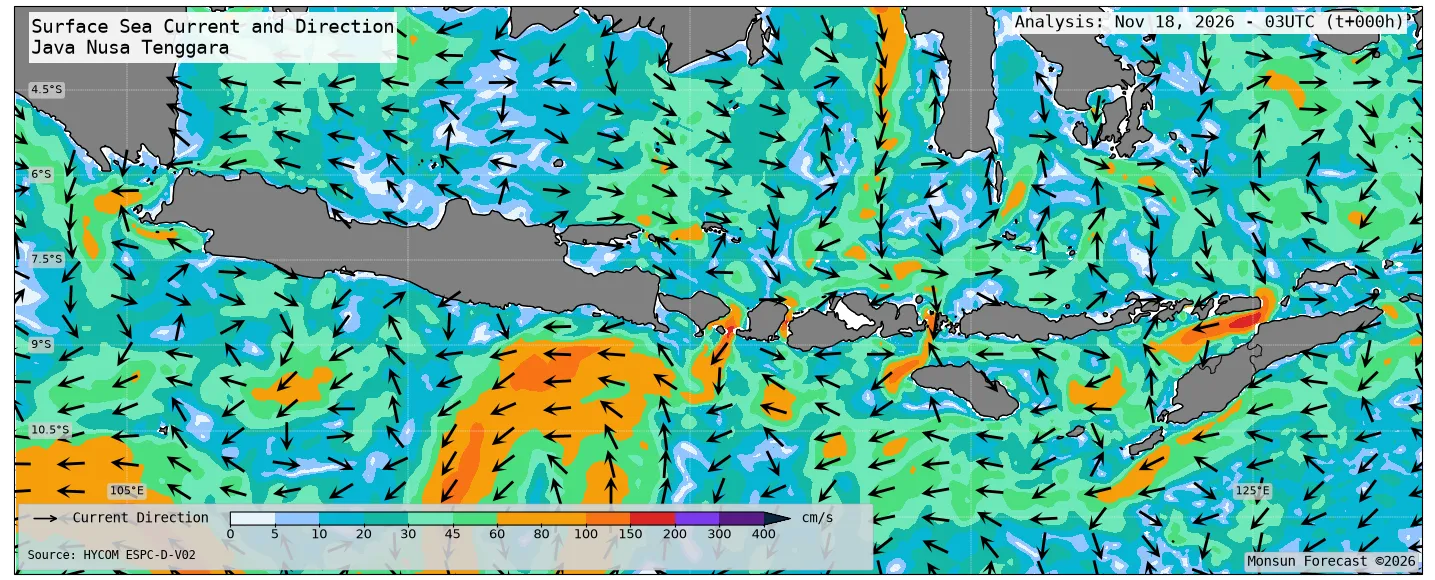 Surface Sea Current and Direction
Java Nusa Tenggara
Analysis: Nov 18, 2026 - 03UTC (t+000h)
4.5°S
6°S
7.5°S
9°S
10.5°S
105°E
125°E
Current Direction
0 5 10 20 30 45 60 80 100 150 200 300 400 cm/s
Source: HYCOM ESPC-D-V02
Monsun Forecast ©2026